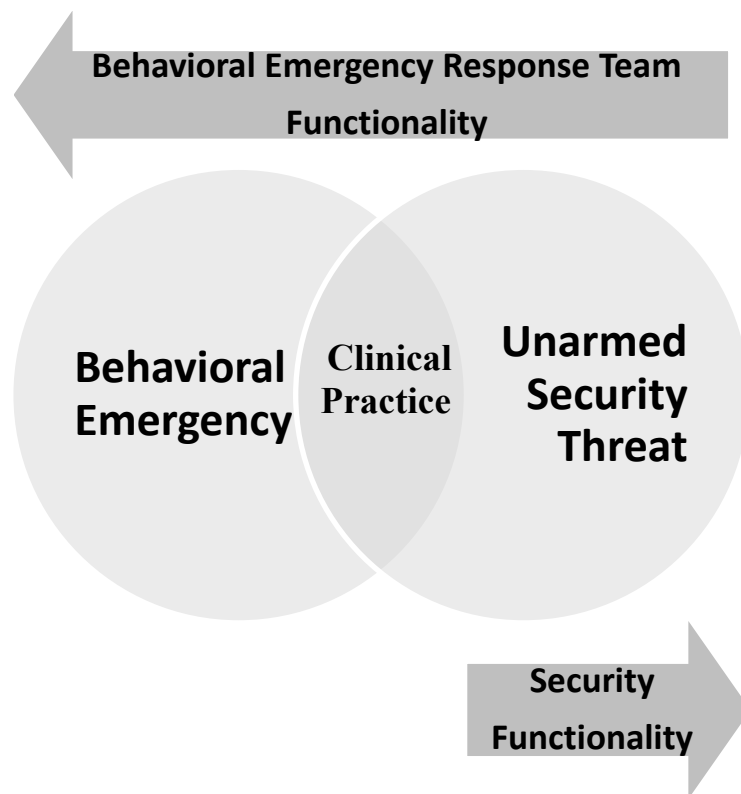 Behavioral Emergency Response Team
Functionality
Behavioral
Emergency
Clinical
Practice
Unarmed
Security
Threat
Security
Functionality